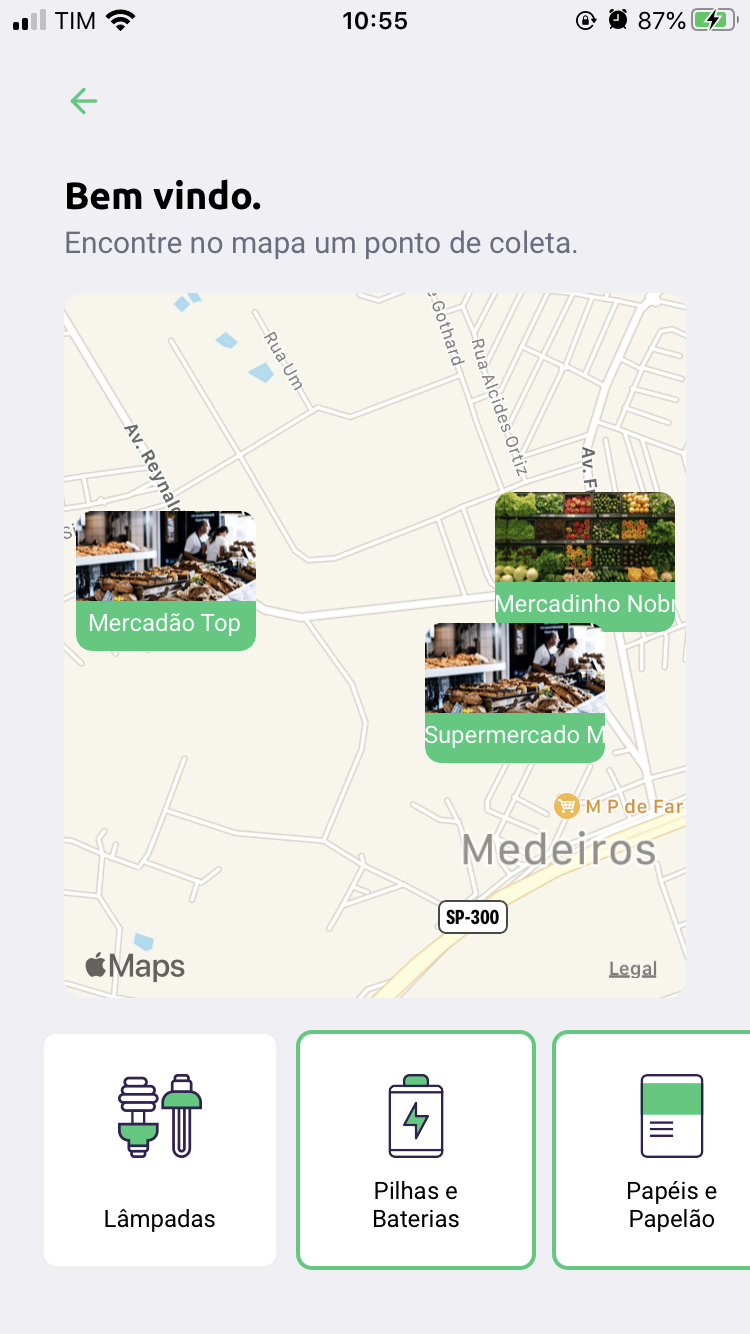 TIM
10:55
87%
Bem vindo.
Encontre no mapa um ponto de coleta.
Gothard
Rua Um
Rua Alcides Ortiz
Av. Reynald
Av. F
Mercadinho Nob
Mercadão Top
Supermercado M
M P de Far
Medeiros
SP-300
Maps
Legal
Lâmpadas
Pilhas e
Baterias
Papéis e
Papelão